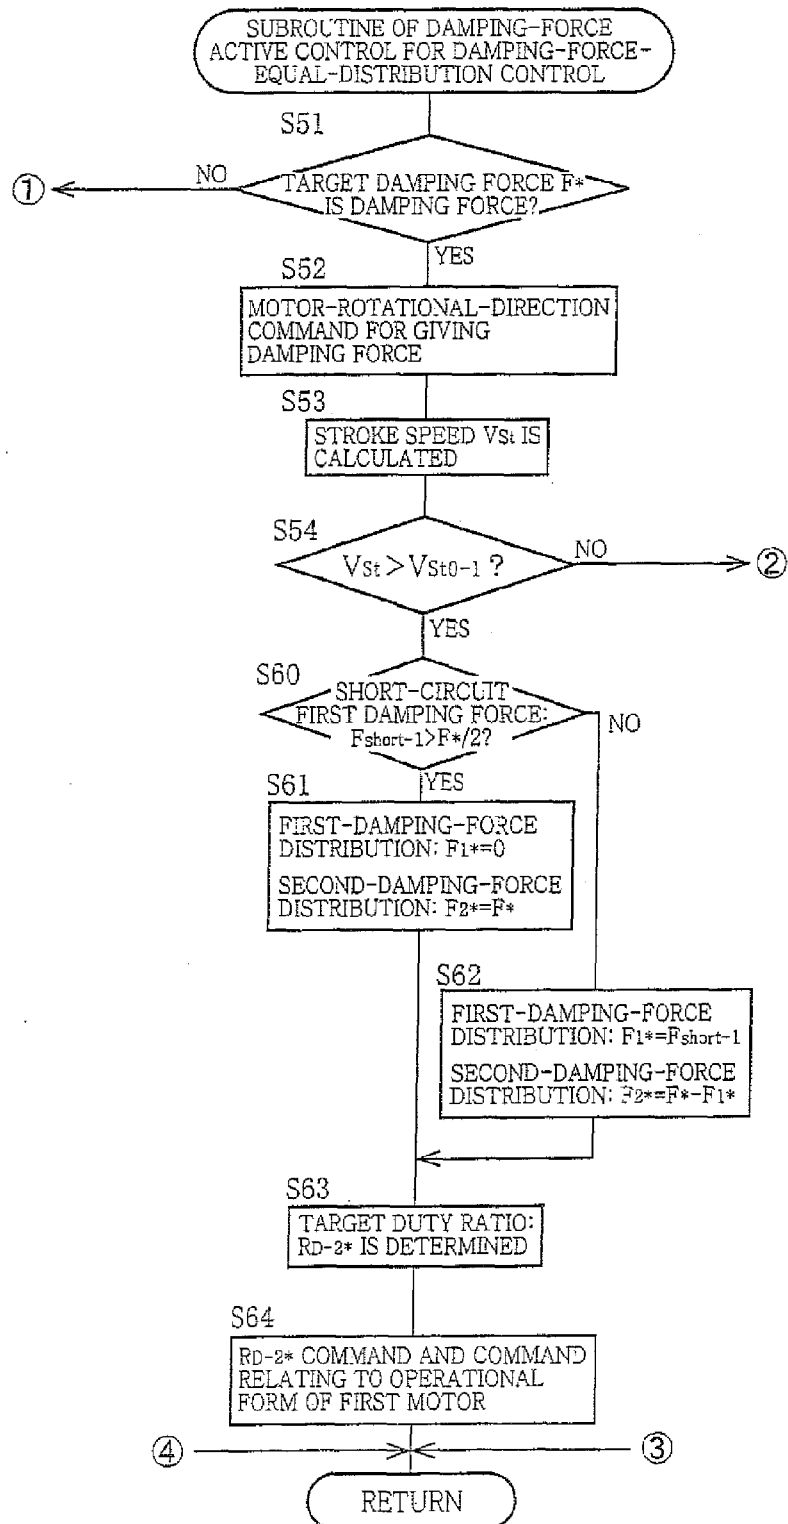 SUBROUTINE OF DAMPING-FORCE
ACTIVE CONTROL FOR DAMPING-FORCE-
EQUAL-DISTRIBUTION CONTROL
S51
① NO
TARGET DAMPING FORCE F*
IS DAMPING FORCE?
YES
S52
MOTOR-ROTATIONAL-DIRECTION
COMMAND FOR GIVING
DAMPING FORCE
S53
STROKE SPEED VSt IS
CALCULATED
S54
VSt > VSt0-1 ?
NO ②
YES
S60
SHORT-CIRCUIT
FIRST DAMPING FORCE:
Fshort-1>F*/2?
NO
YES
S61
FIRST-DAMPING-FORCE
DISTRIBUTION: F1*=0
SECOND-DAMPING-FORCE
DISTRIBUTION: F2*=F*
S62
FIRST-DAMPING-FORCE
DISTRIBUTION: F1*=Fshort-1
SECOND-DAMPING-FORCE
DISTRIBUTION: F2*=F*-F1*
S63
TARGET DUTY RATIO:
RD-2* IS DETERMINED
S64
RD-2* COMMAND AND COMMAND
RELATING TO OPERATIONAL
FORM OF FIRST MOTOR
④ ③
RETURN